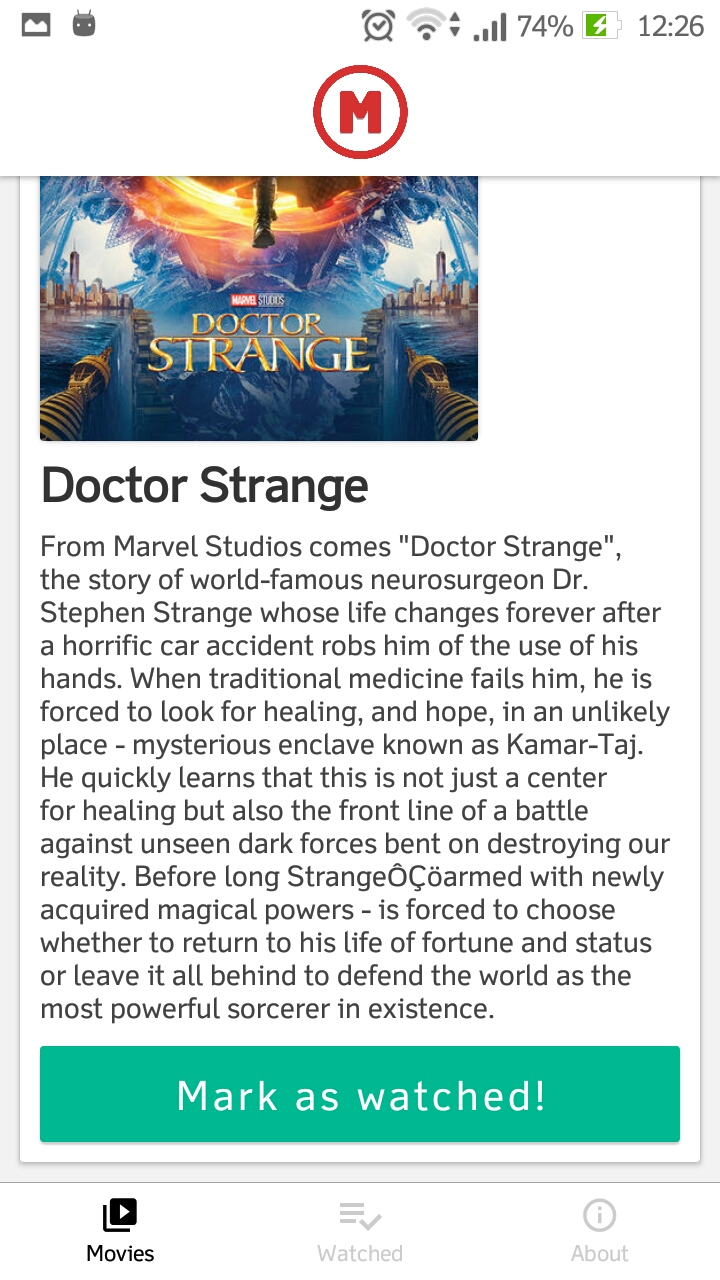 74% 12:26
M
MARVEL STUDIOS
DOCTOR
STRANGE
Doctor Strange
From Marvel Studios comes "Doctor Strange",
the story of world-famous neurosurgeon Dr.
Stephen Strange whose life changes forever after
a horrific car accident robs him of the use of his
hands. When traditional medicine fails him, he is
forced to look for healing, and hope, in an unlikely
place - mysterious enclave known as Kamar-Taj.
He quickly learns that this is not just a center
for healing but also the front line of a battle
against unseen dark forces bent on destroying our
reality. Before long StrangeÔÇöarmed with newly
acquired magical powers - is forced to choose
whether to return to his life of fortune and status
or leave it all behind to defend the world as the
most powerful sorcerer in existence.
Mark as watched!
Movies Watched About